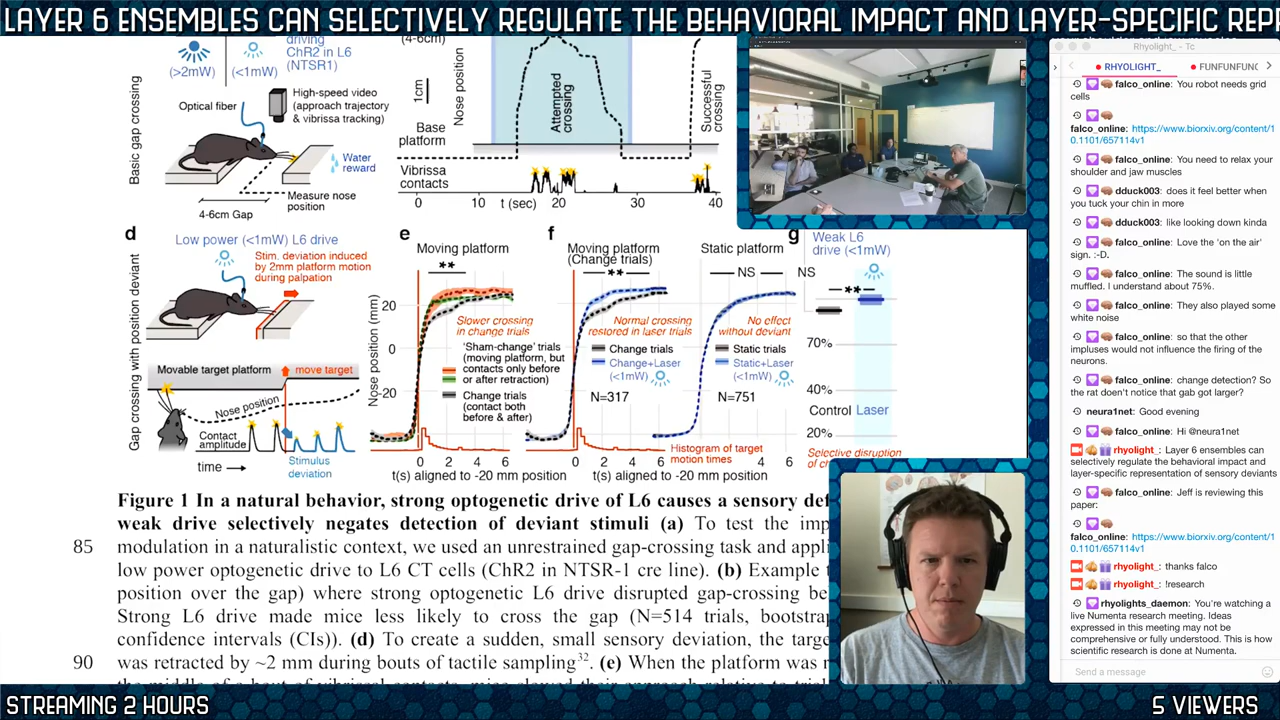 LAYER 6 ENSEMBLES CAN SELECTIVELY REGULATE THE BEHAVIORAL IMPACT AND LAYER-SPECIFIC
Basic gap crossing
driving
ChR2 in L6
(NTSR1)
(>2mW)
(<1mW)
Optical fiber
High-speed video
(approach trajectory
& vibrissa tracking)
Water
reward
Measure nose
position
4-6cm Gap
(4-6cm)
1cm
Nose position
Base
platform
Attempted
crossing
Successful
crossing
Vibrissa
contacts
0 10 t (sec) 20 30 40
d
Low power (<1mW) L6 drive
Stim. deviation induced
by 2mm platform motion
during palpation
Gap crossing with position deviant
Movable target platform
move target
Nose position
Contact
amplitude
time
Stimulus
deviation
e
Moving platform
**
Nose position (mm)
20
0
-20
Slower crossing
in change trials
'Sham-change' trials
(moving platform, but
contacts only before
or after retraction)
Change trials
(contact both
before & after)
0 2 4 6
t(s) aligned to -20 mm position
f
Moving platform
(Change trials)
**
Normal crossing
restored in laser trials
Change trials
Change+Laser
(<1mW)
N=317
Static platform
NS
No effect
without deviant
Static trials
Static+Laser
(<1mW)
N=751
Histogram of target
motion times
0 2 4 6
4 6
t(s) aligned to -20 mm position
g
Weak L6
drive (<1mW)
NS
**
70%
40%
Control Laser
20%
Selective disruption
Figure 1 In a natural behavior, strong optogenetic drive of L6 causes a sensory
weak drive selectively negates detection of deviant stimuli (a) To test the
85 modulation in a naturalistic context, we used an unrestrained gap-crossing task and
low power optogenetic drive to L6 CT cells (ChR2 in NTSR-1 cre line). (b) Example
position over the gap) where strong optogenetic L6 drive disrupted gap-crossing
Strong L6 drive made mice less likely to cross the gap (N=514 trials,
confidence intervals (CIs)). (d) To create a sudden, small sensory deviation, the
90 was retracted by ~2 mm during bouts of tactile sampling32. (e) When the platform was
Rhyolight_ - Tc
RHYOLIGHT_
FUNFUNFUNC
falco_online: You robot needs grid
cells
falco_online: https://www.biorxiv.org/content/1
0.1101/657114v1
falco_online: You need to relax your
shoulder and jaw muscles
dduck003: does it feel better when
you tuck your chin in more
dduck003: like looking down kinda
falco_online: Love the 'on the air'
sign. :-D.
falco_online: The sound is little
muffled. I understand about 75%.
falco_online: They also played some
white noise
falco_online: so that the other
impluses would not influence the firing of the
neurons.
falco_online: change detection? So
the rat doen't notice that gab got larger?
neura1net: Good evening
falco_online: Hi @neura1net
rhyolight_: Layer 6 ensembles can
selectively regulate the behavioral impact and
layer-specific representation of sensory deviants
falco_online: Jeff is reviewing this
paper:
falco_online: https://www.biorxiv.org/content/1
0.1101/657114v1
rhyolight_: thanks falco
rhyolight_: !research
rhyolights_daemon: You're watching a
live Numenta research meeting. Ideas
expressed in this meeting may not be
comprehensive or fully understood. This is how
scientific research is done at Numenta.
Send a message
STREAMING 2 HOURS
5 VIEWERS